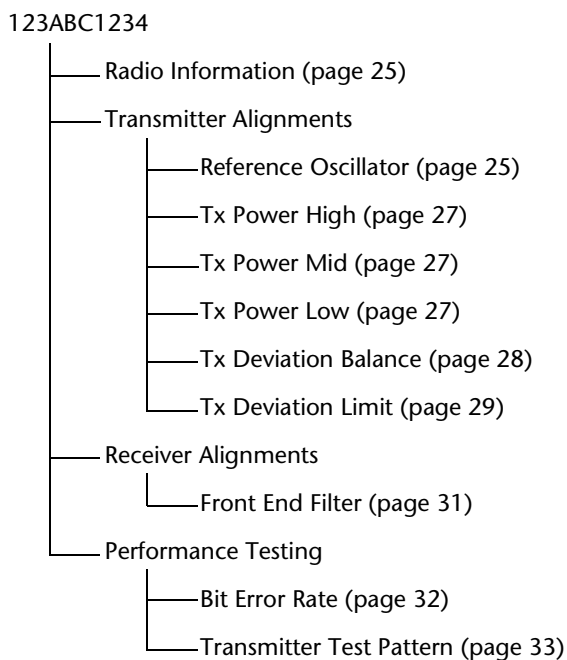 123ABC1234
Radio Information (page 25)
Transmitter Alignments
Reference Oscillator (page 25)
Tx Power High (page 27)
Tx Power Mid (page 27)
Tx Power Low (page 27)
Tx Deviation Balance (page 28)
Tx Deviation Limit (page 29)
Receiver Alignments
Front End Filter (page 31)
Performance Testing
Bit Error Rate (page 32)
Transmitter Test Pattern (page 33)